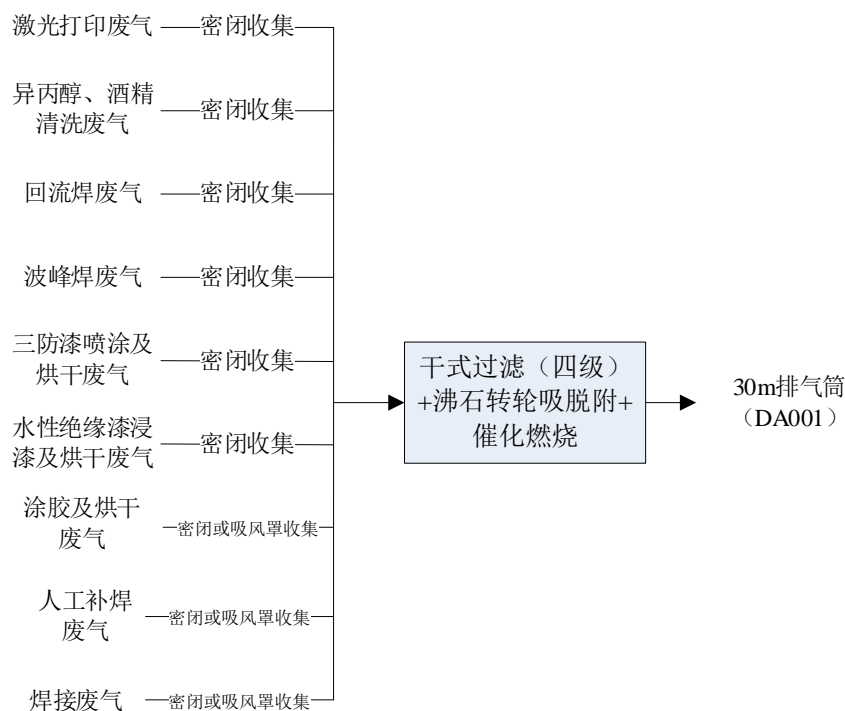 激光打印废气
密闭收集
异丙醇、酒精
清洗废气
密闭收集
回流焊废气
密闭收集
波峰焊废气
密闭收集
三防漆喷涂及
烘干废气
密闭收集
水性绝缘漆浸
漆及烘干废气
密闭收集
涂胶及烘干
废气
密闭或吸风罩收集
人工补焊
废气
密闭或吸风罩收集
焊接废气
密闭或吸风罩收集
干式过滤（四级）
+沸石转轮吸脱附+
催化燃烧
30m排气筒
（DA001）